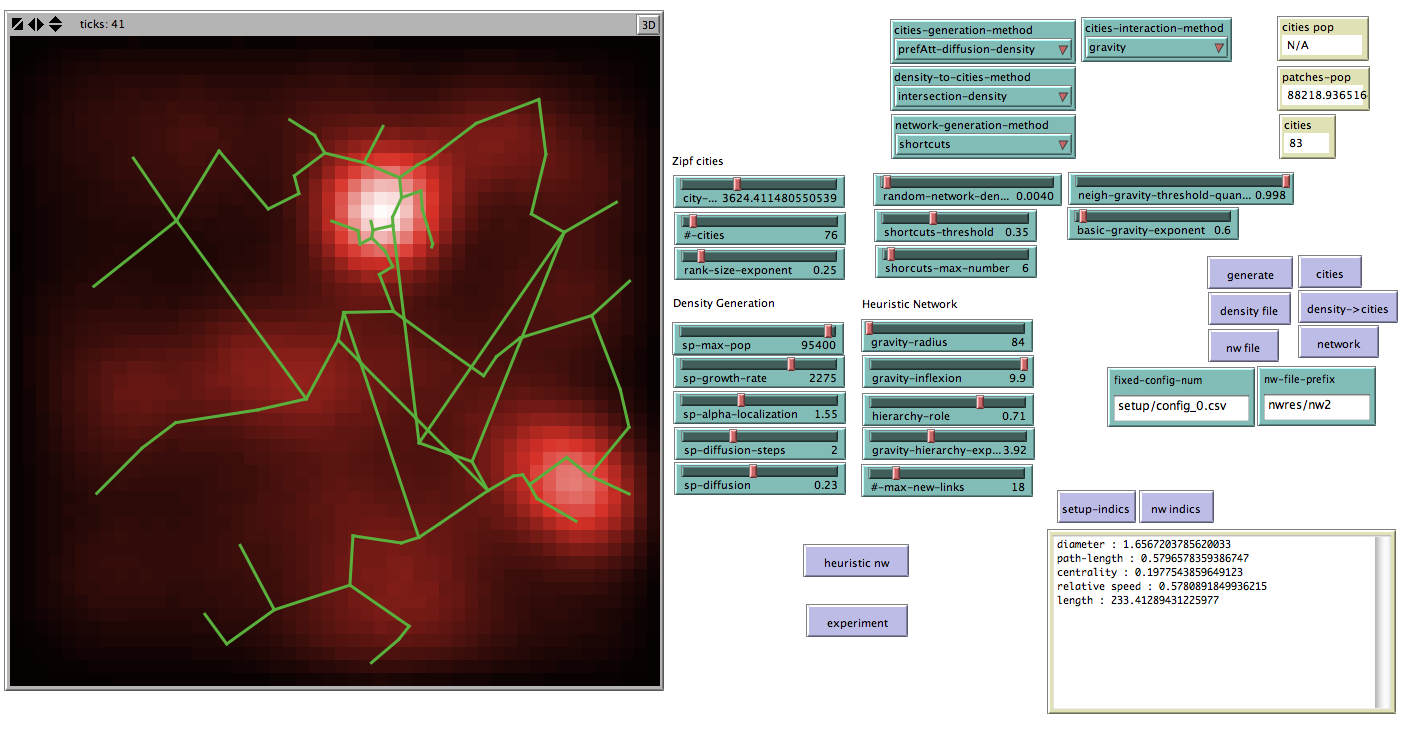 ticks: 41
3D
cities-generation-method
prefAtt-diffusion-density
cities-interaction-method
gravity
cities pop
N/A
density-to-cities-method
intersection-density
patches-pop
88218.936516
network-generation-method
shortcuts
cities
83
Zipf cities
city-... 3624.411480550539
random-network-den... 0.0040
neigh-gravity-threshold-quan... 0.998
#-cities 76
shortcuts-threshold 0.35
basic-gravity-exponent 0.6
rank-size-exponent 0.25
shorcuts-max-number 6
generate
cities
density file
density->cities
nw file
network
Density Generation
Heuristic Network
sp-max-pop 95400
gravity-radius 84
sp-growth-rate 2275
gravity-inflexion 9.9
sp-alpha-localization 1.55
hierarchy-role 0.71
sp-diffusion-steps 2
gravity-hierarchy-exp... 3.92
sp-diffusion 0.23
#-max-new-links 18
fixed-config-num
setup/config_0.csv
nw-file-prefix
nwres/nw2
setup-indics
nw indics
heuristic nw
experiment
diameter : 1.6567203785620033
path-length : 0.5796578359386747
centrality : 0.1977543859649123
relative speed : 0.5780891849936215
length : 233.41289431225977